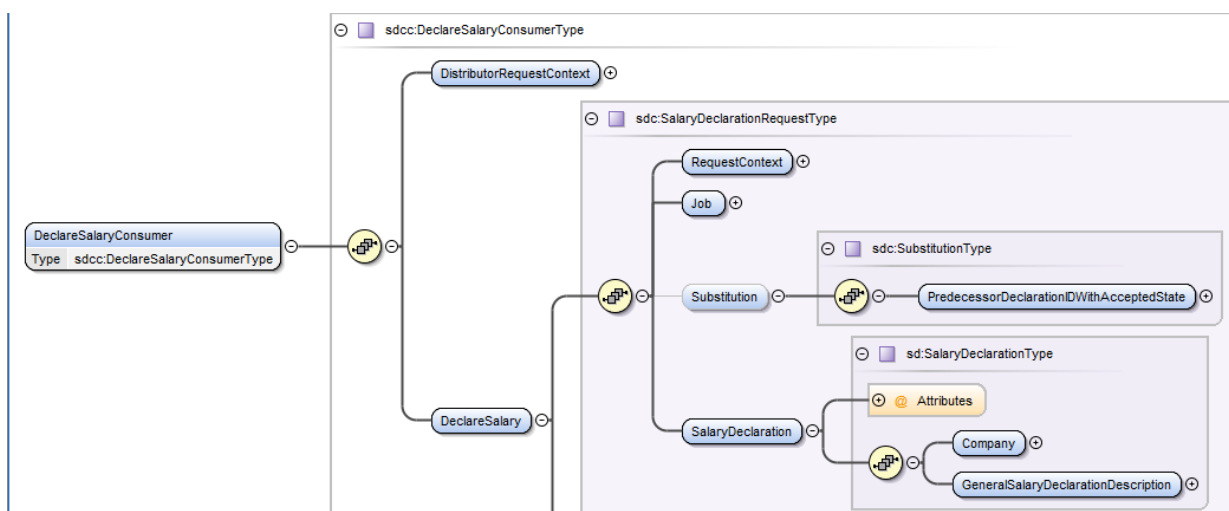 sdcc:DeclareSalaryConsumerType
DistributorRequestContext
sdc:SalaryDeclarationRequestType
RequestContext
Job
DeclareSalaryConsumer
Type sdcc:DeclareSalaryConsumerType
sdc:SubstitutionType
Substitution
PredecessorDeclarationIDWithAcceptedState
sd:SalaryDeclarationType
@ Attributes
DeclareSalary
SalaryDeclaration
Company
GeneralSalaryDeclarationDescription